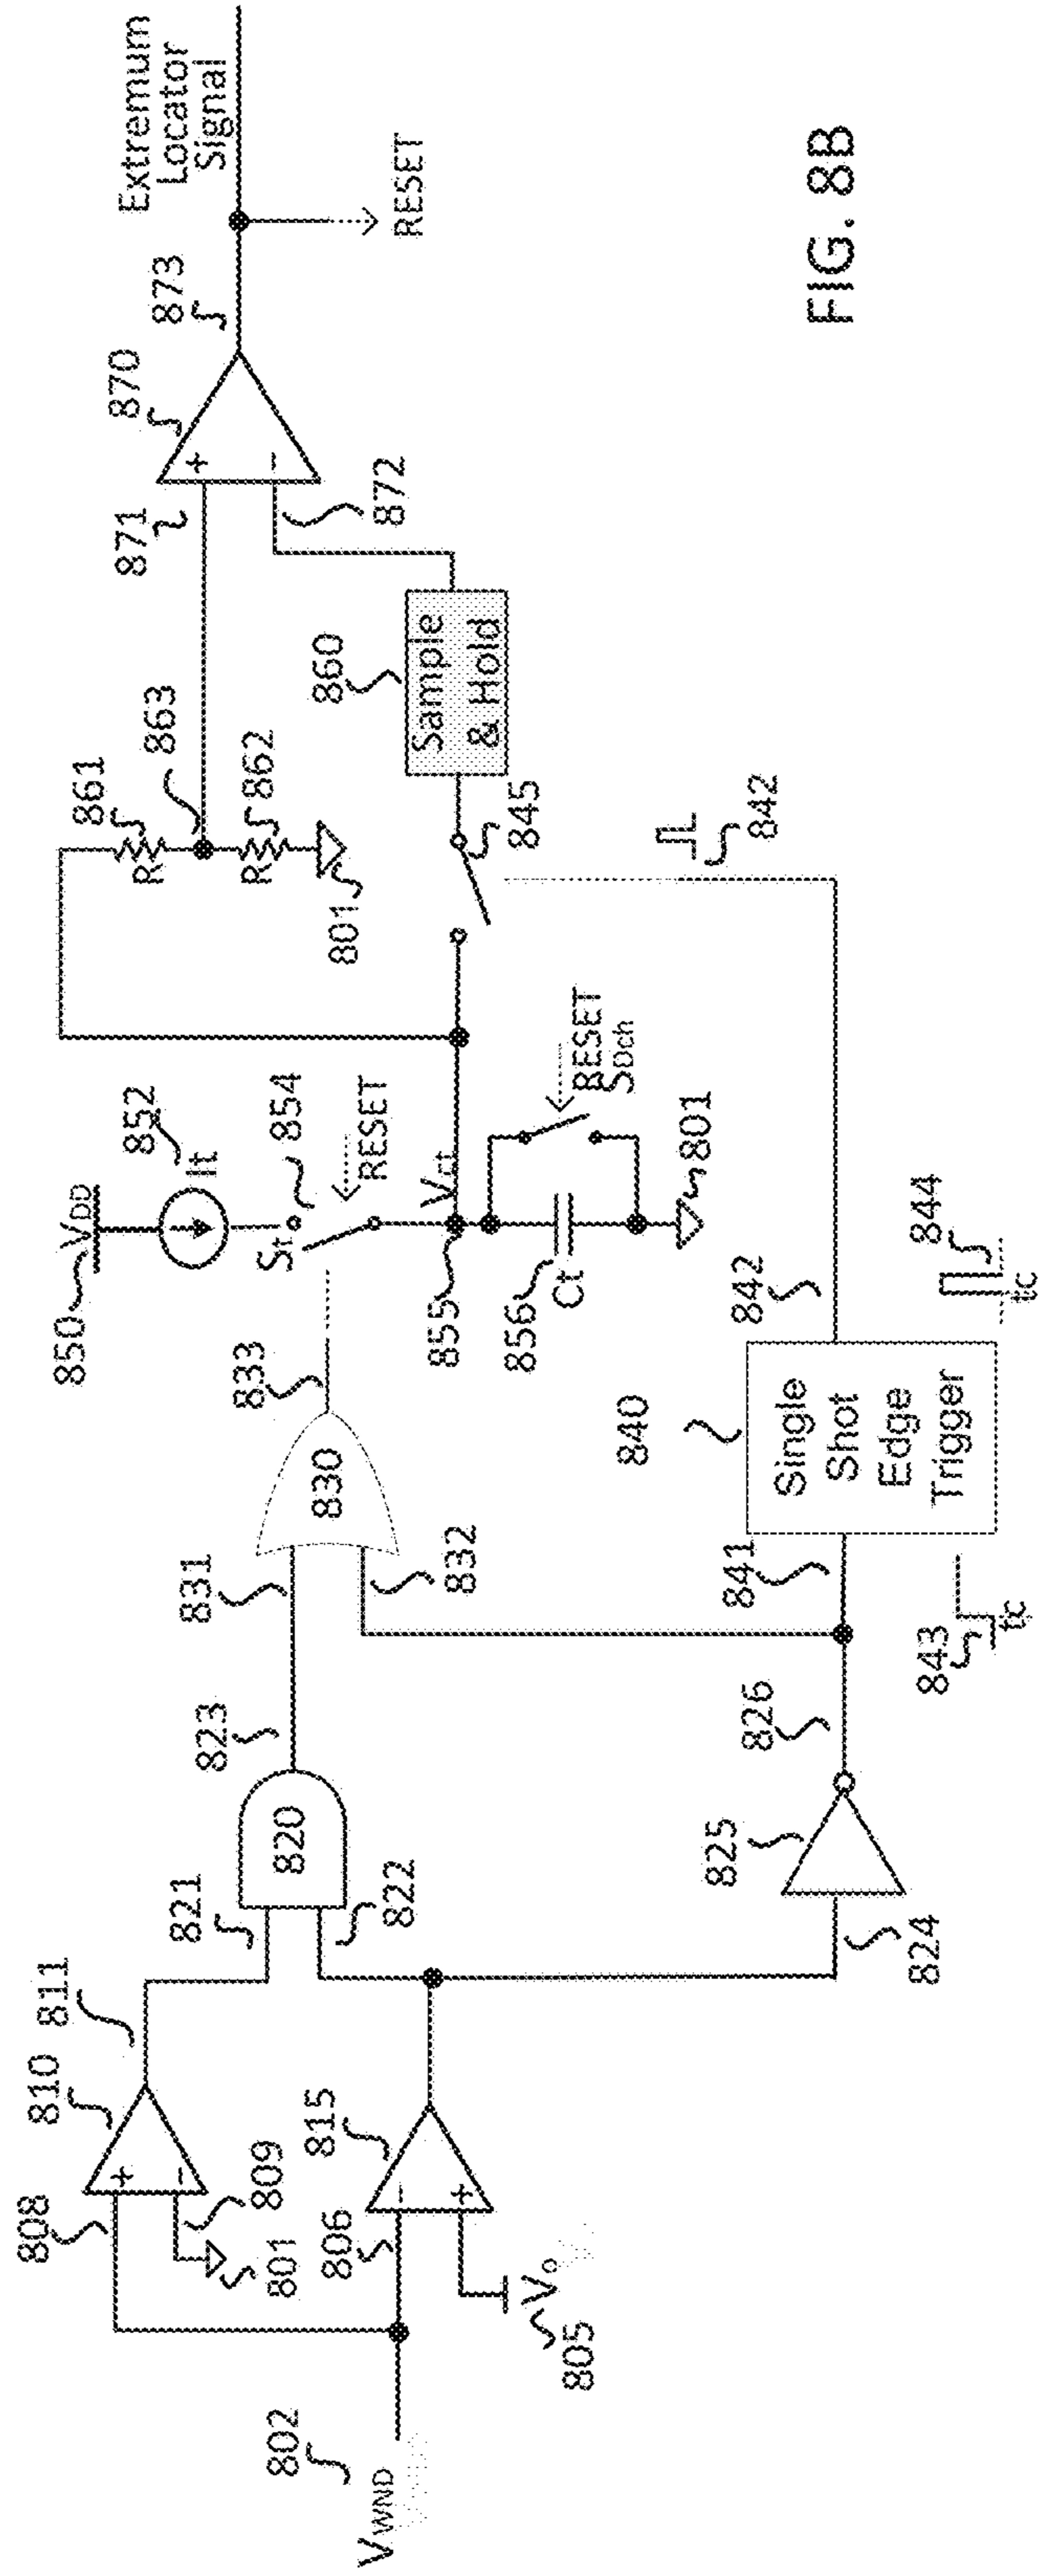 Extremum
Locator
Signal
RESET
873
870
+
−
871
872
861
863
R
R
862
801
860
Sample
& Hold
845
842
852
It
850
VDD
St
854
RESET
Vct
855
856
Ct
RESET
SDch
801
833
830
831
832
842
844
tc
840
Single
Shot
Edge
Trigger
841
843
tc
823
820
821
822
826
825
824
811
810
808
+
−
809
801
815
806
−
+
Vo
805
802
VWND
FIG. 8B